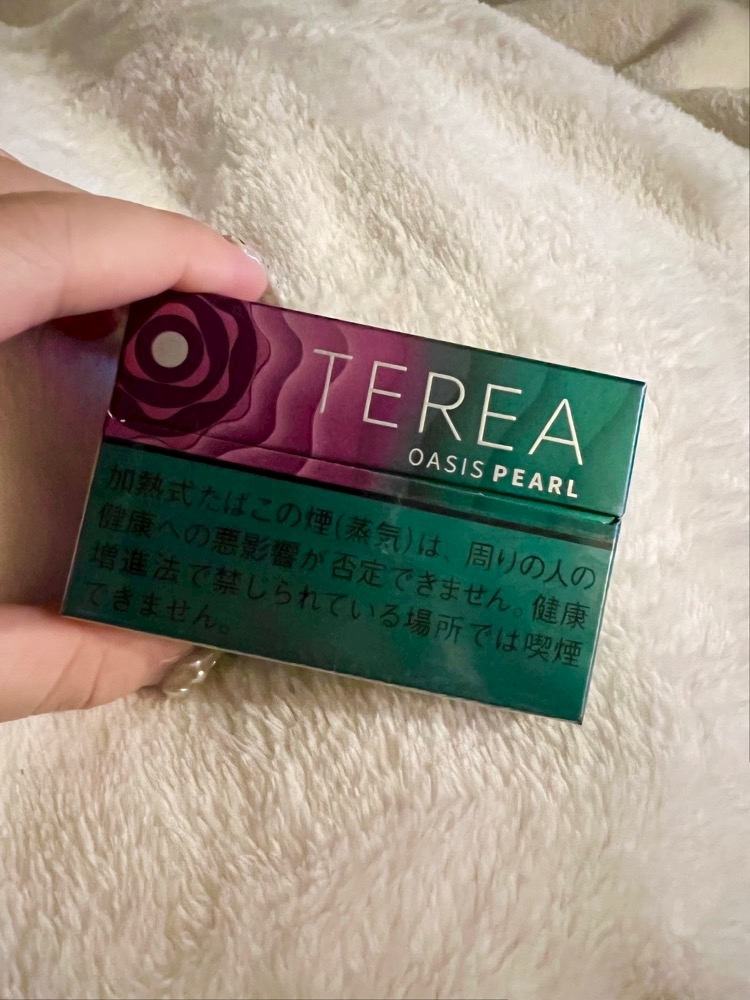 TEREA
OASIS PEARL
加熱式たばこの煙(蒸気)は、周りの人の
健康への悪影響が否定できません。健康
増進法で禁じられている場所では喫煙
できません。